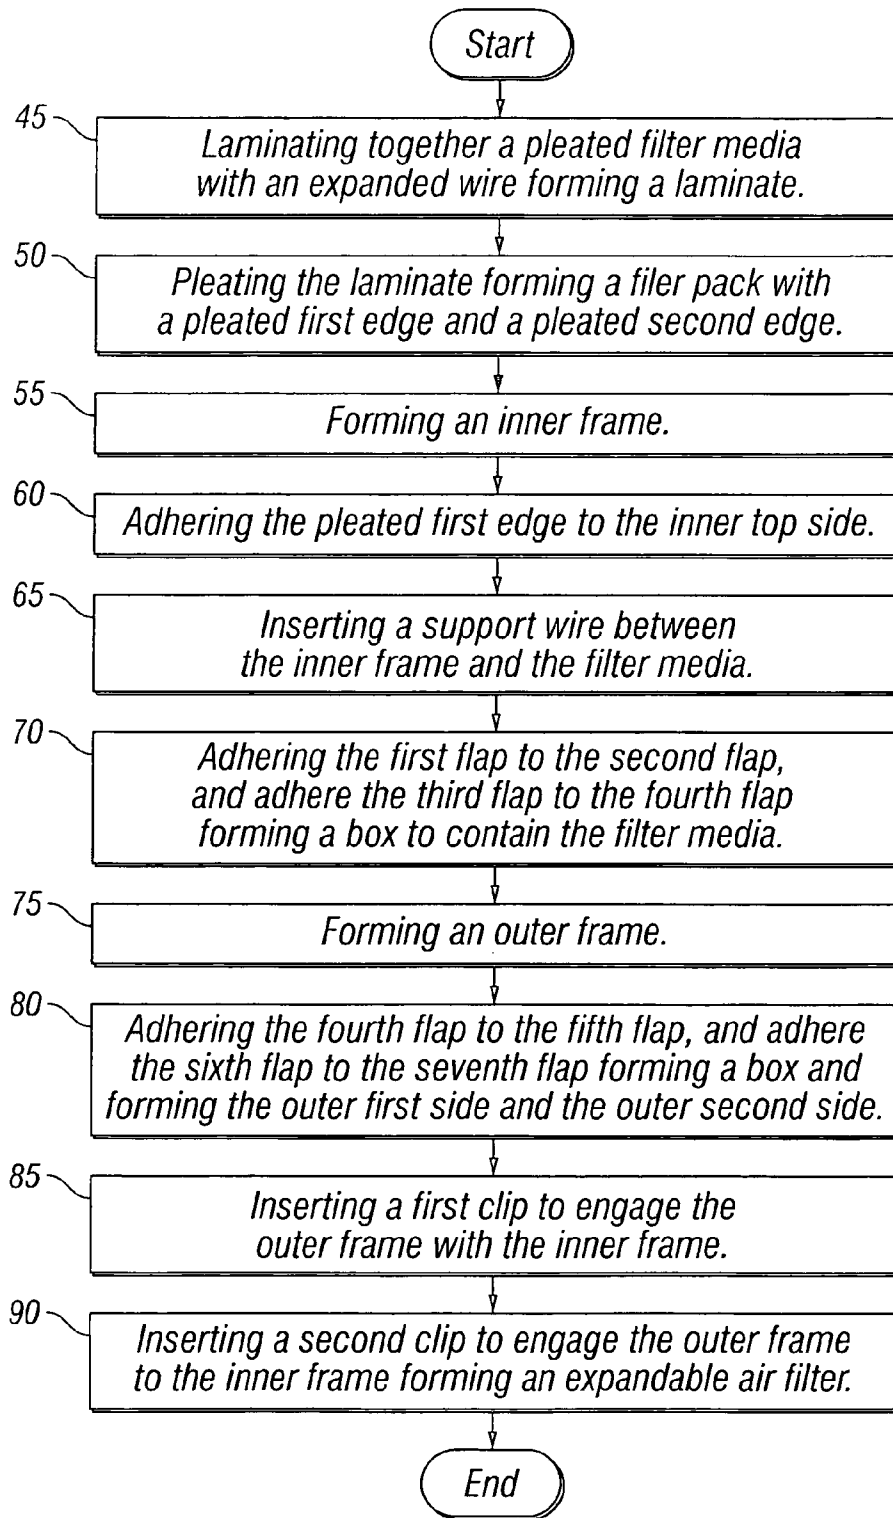 Start
45
Laminating together a pleated filter media
with an expanded wire forming a laminate.
50
Pleating the laminate forming a filer pack with
a pleated first edge and a pleated second edge.
55
Forming an inner frame.
60
Adhering the pleated first edge to the inner top side.
65
Inserting a support wire between
the inner frame and the filter media.
70
Adhering the first flap to the second flap,
and adhere the third flap to the fourth flap
forming a box to contain the filter media.
75
Forming an outer frame.
80
Adhering the fourth flap to the fifth flap, and adhere
the sixth flap to the seventh flap forming a box and
forming the outer first side and the outer second side.
85
Inserting a first clip to engage the
outer frame with the inner frame.
90
Inserting a second clip to engage the outer frame
to the inner frame forming an expandable air filter.
End